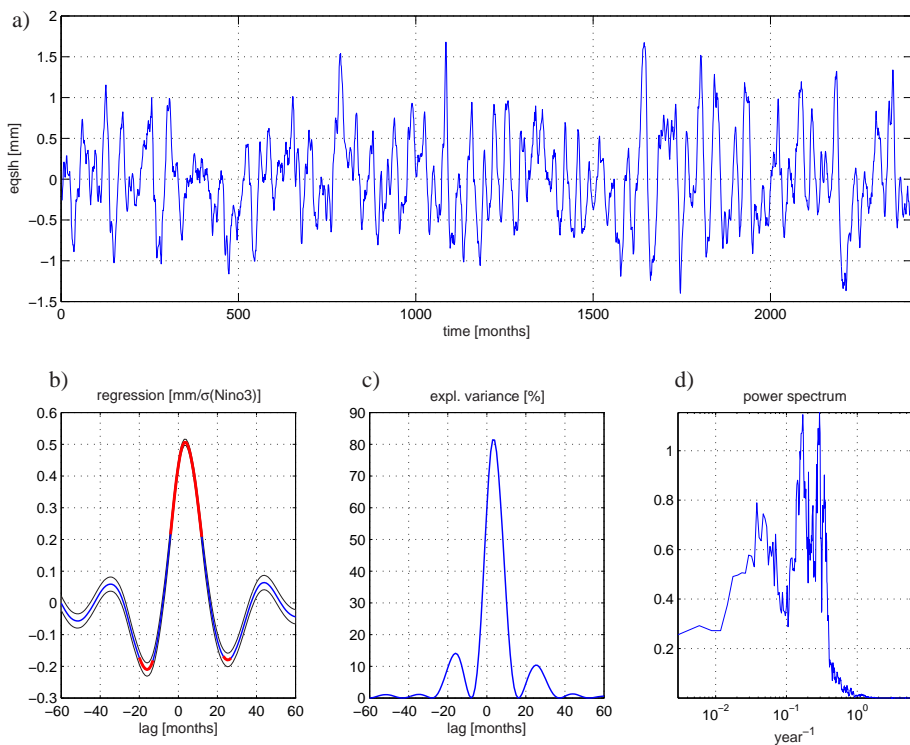 a)
eqslh [mm]
2
1.5
1
0.5
0
−0.5
−1
−1.5
0 500 1000 1500 2000
time [months]
b)
regression [mm/σ(Nino3)]
0.6
0.5
0.4
0.3
0.2
0.1
0
−0.1
−0.2
−0.3
−60 −40 −20 0 20 40 60
lag [months]
c)
expl. variance [%]
90
80
70
60
50
40
30
20
10
0
−60 −40 −20 0 20 40 60
lag [months]
d)
power spectrum
1
0.8
0.6
0.4
0.2
10⁻² 10⁻¹ 10⁰
year⁻¹